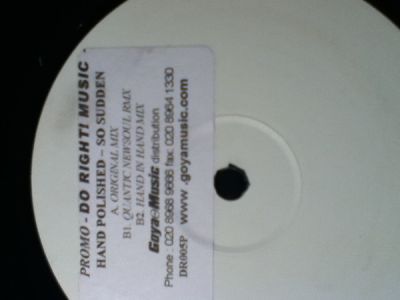 PROMO - DO RIGHT! MUSIC -
HAND POLISHED – SO SUDDEN
A. ORIGINAL MIX
B1. QUANTIC NEWSOUL RMX
B2. HAND IN HAND MIX
Goya Music distribution
Phone : 020 8968 9666 fax: 020 8964 1330
DR005P www.goyamusic.com